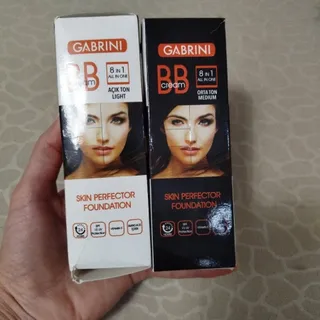 GABRINI
BB
cream
8 IN 1
ALL IN ONE
AÇIK TON
LIGHT
SKIN PERFECTOR
FOUNDATION
GABRINI
BB
cream
8 IN 1
ALL IN ONE
ORTA TON
MEDIUM
SKIN PERFECTOR
FOUNDATION